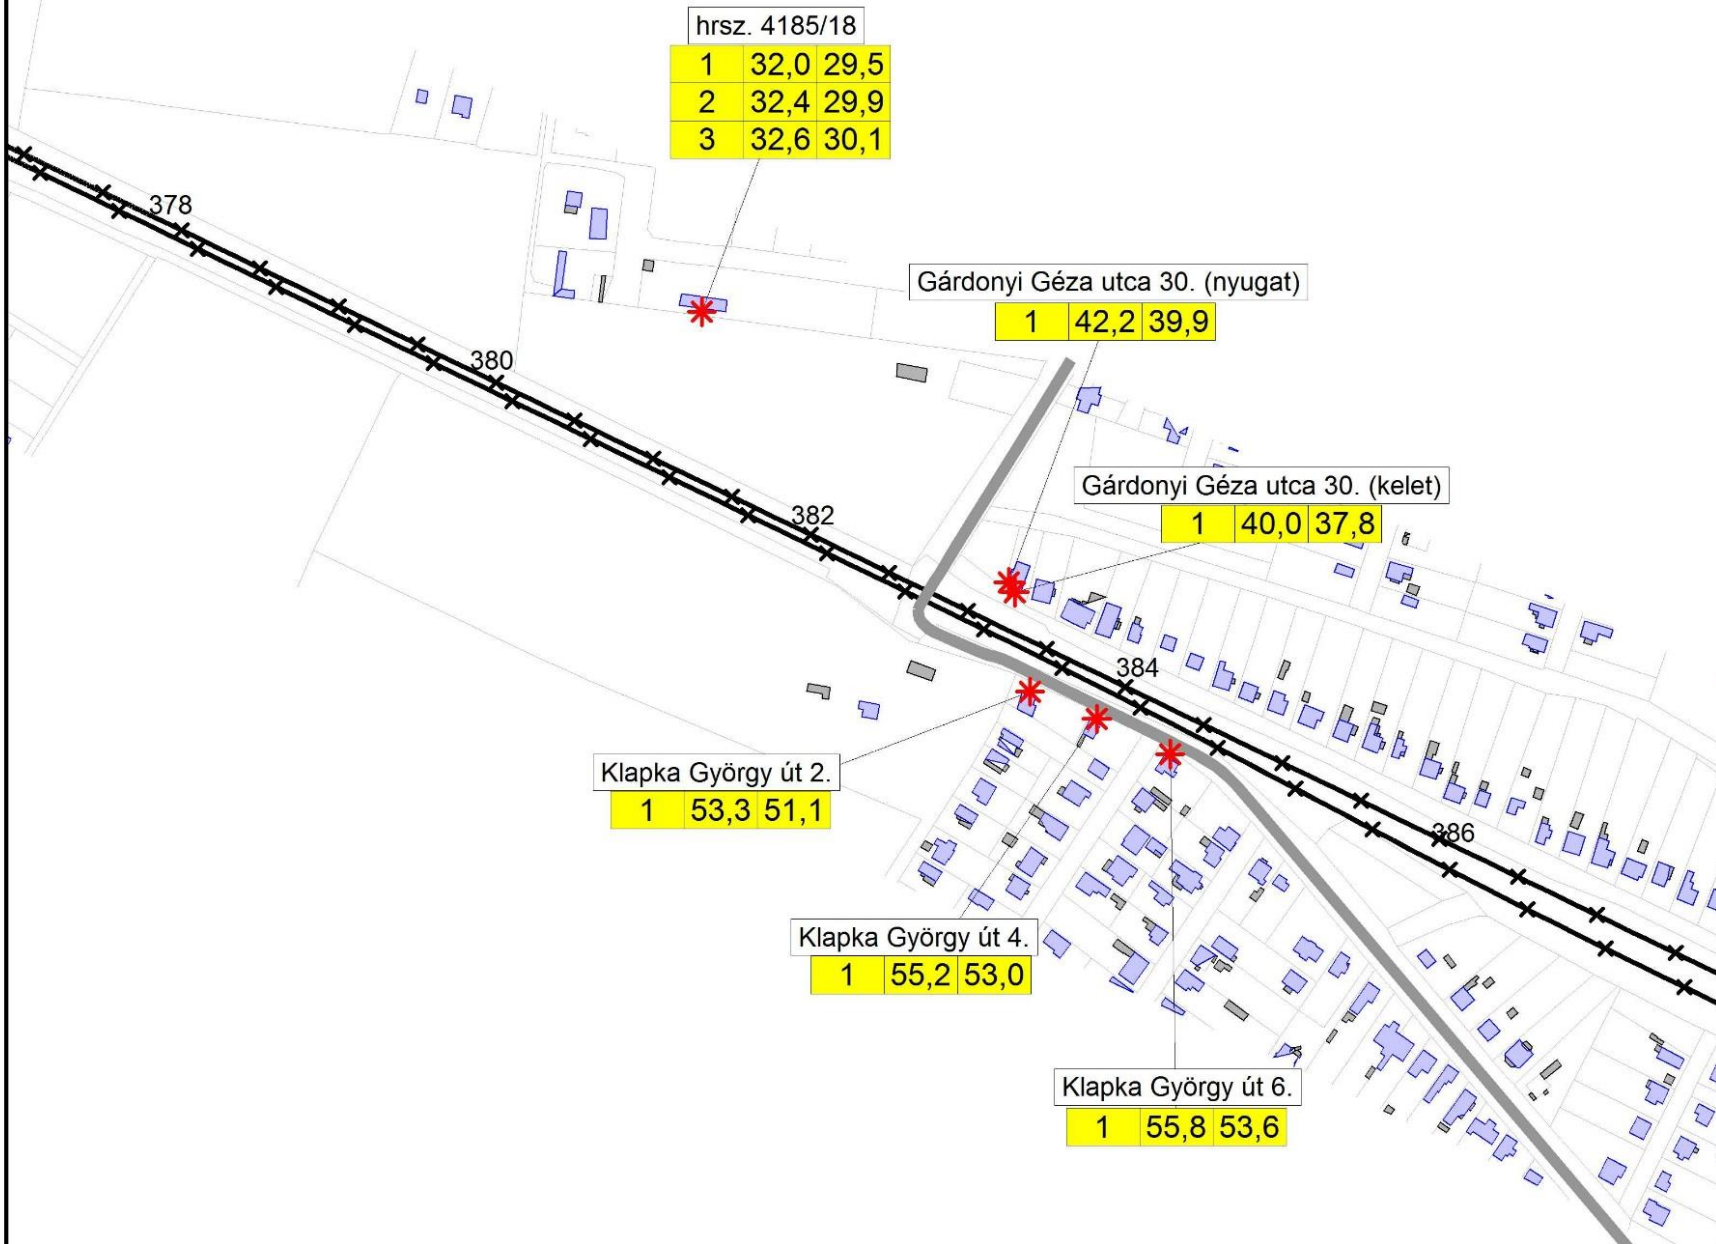 hrsz. 4185/18
1 32,0 29,5
2 32,4 29,9
3 32,6 30,1
378
Gárdonyi Géza utca 30. (nyugat)
1 42,2 39,9
380
Gárdonyi Géza utca 30. (kelet)
1 40,0 37,8
382
384
Klapka György út 2.
1 53,3 51,1
386
Klapka György út 4.
1 55,2 53,0
Klapka György út 6.
1 55,8 53,6